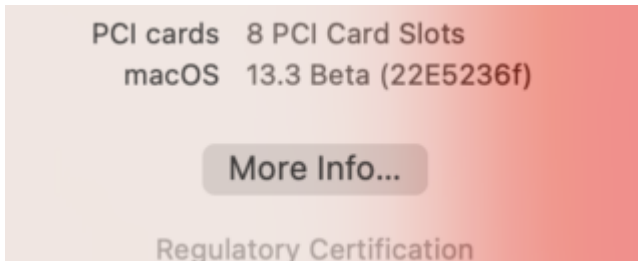 PCI cards 8 PCI Card Slots
macOS 13.3 Beta (22E5236f)
More Info...
Regulatory Certification